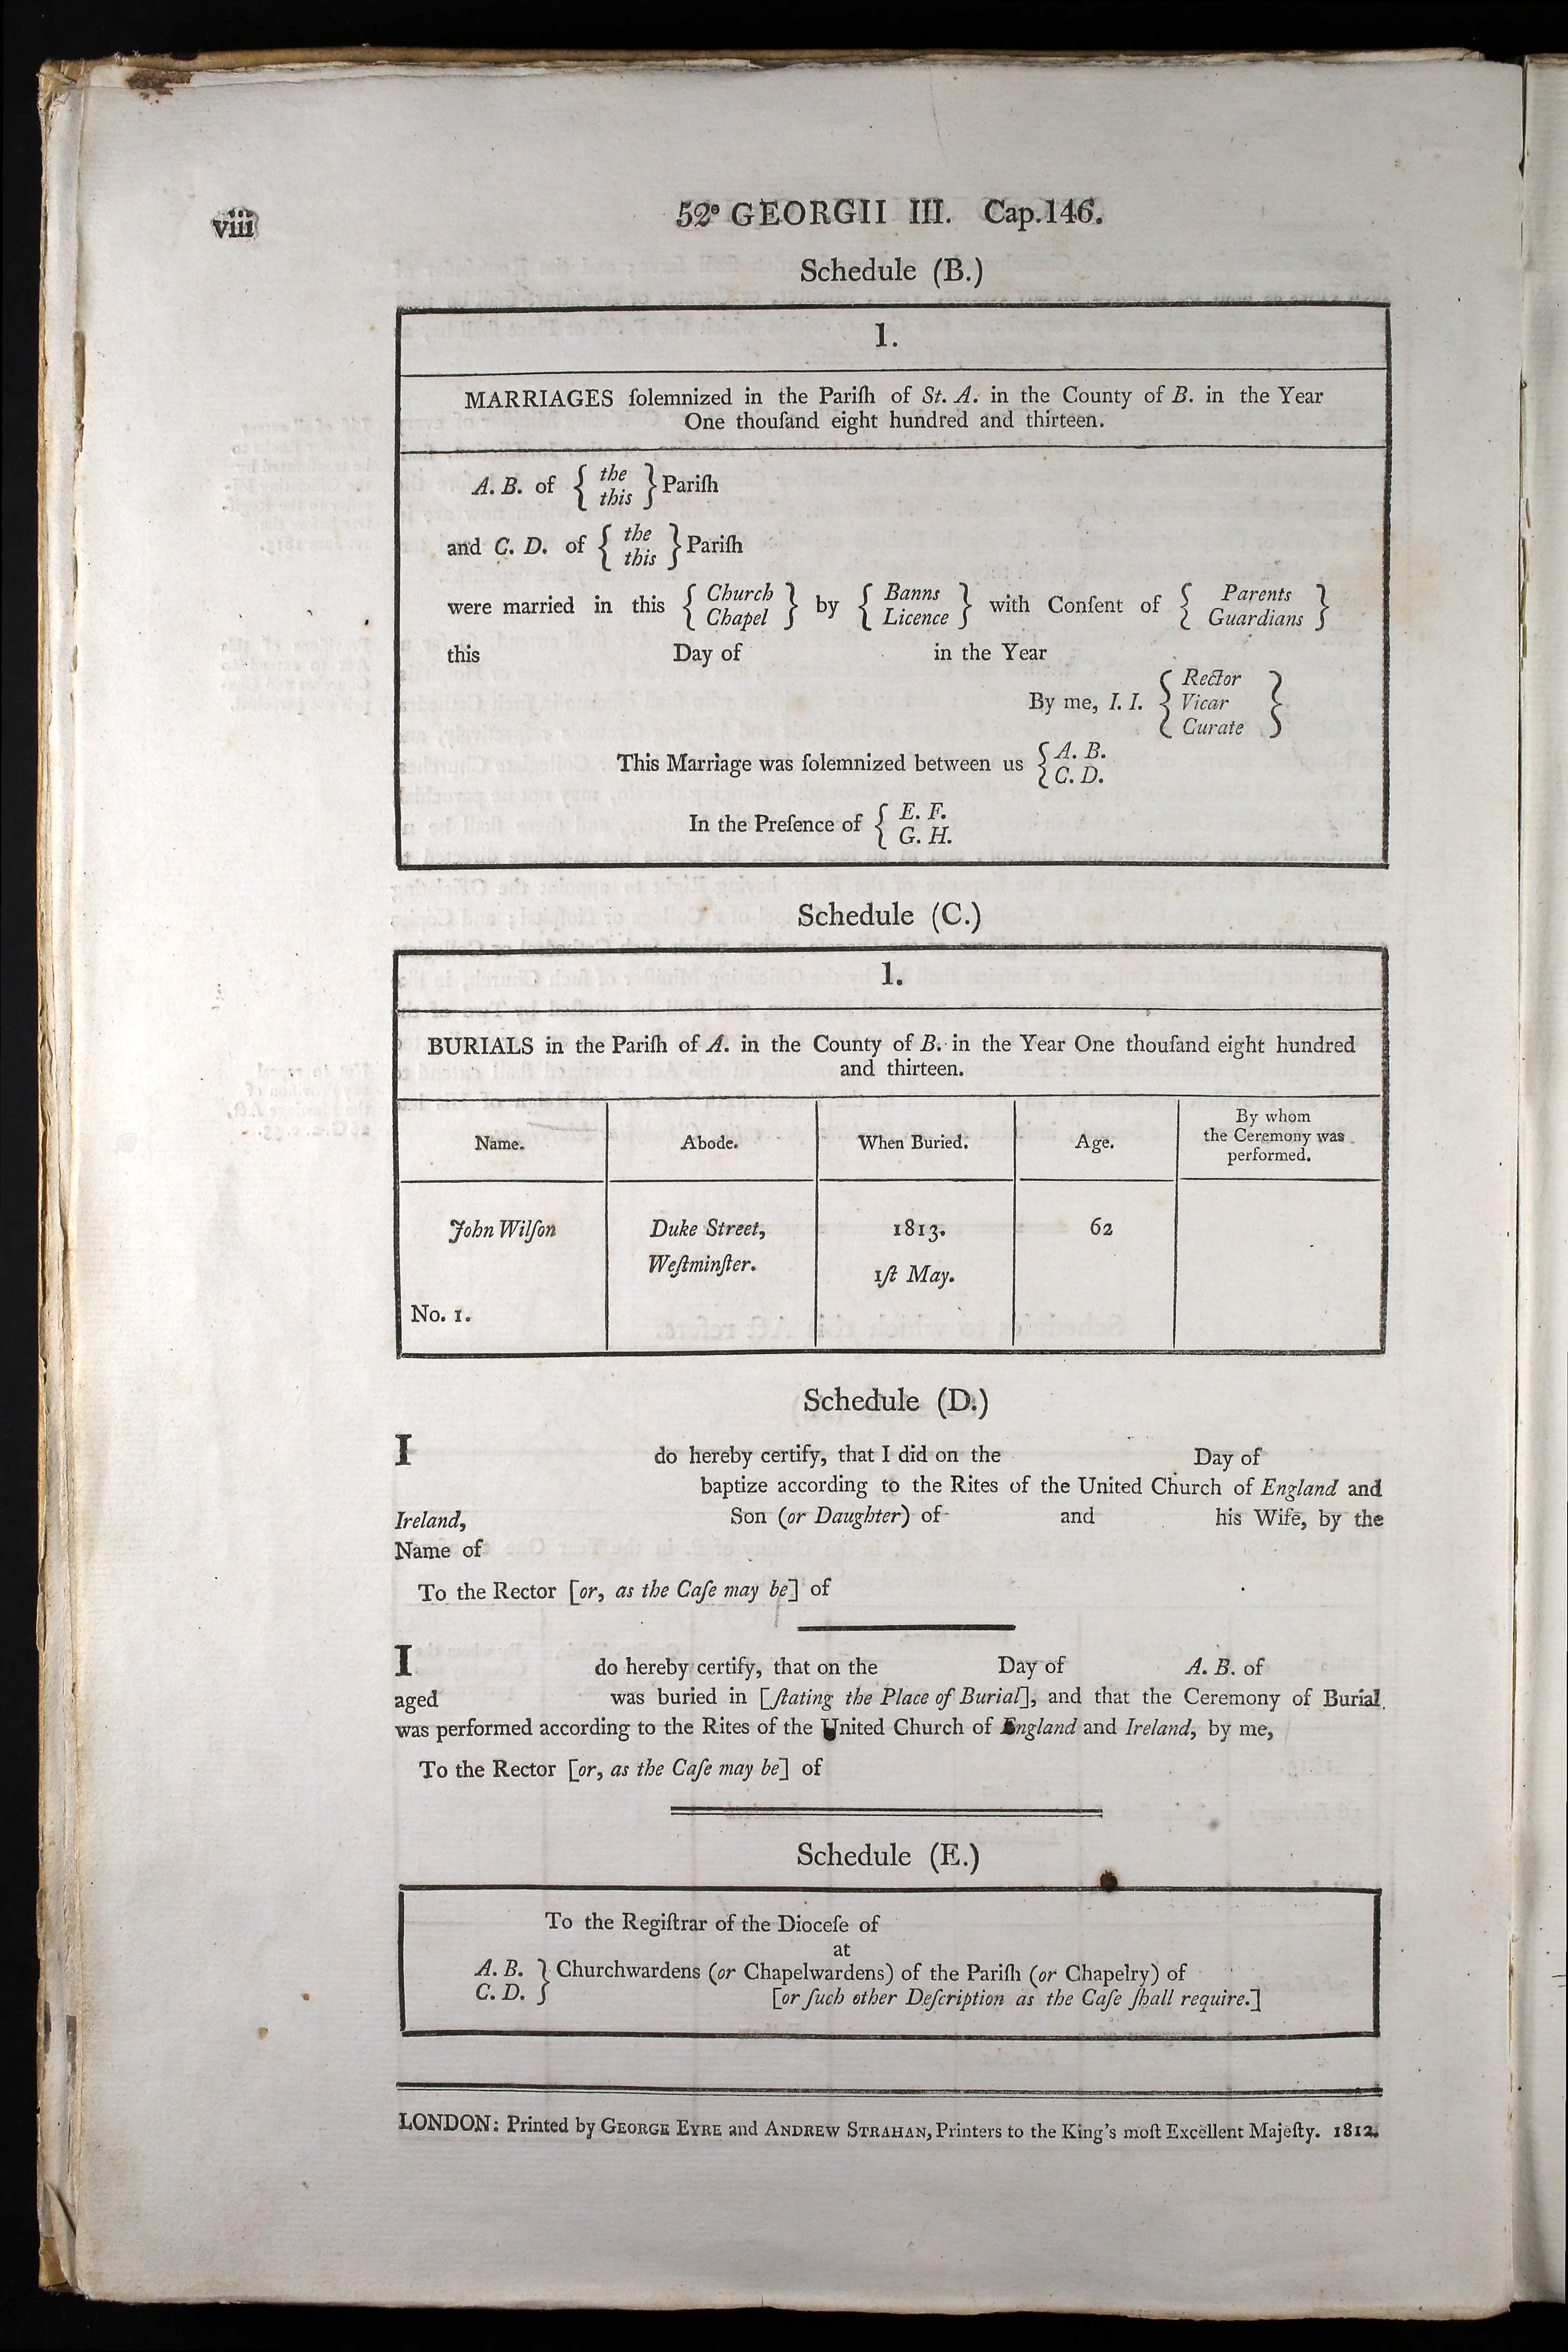 viii
52° GEORGII III. Cap.146.
Schedule (B.)
1.
MARRIAGES ſolemnized in the Pariſh of St. A. in the County of B. in the Year
One thouſand eight hundred and thirteen.
A. B. of { the this } Pariſh
and C. D. of { the this } Pariſh
were married in this { Church Chapel } by { Banns Licence } with Conſent of { Parents Guardians }
this Day of in the Year
By me, I. I. { Rector Vicar Curate }
This Marriage was ſolemnized between us { A. B. C. D.
In the Preſence of { E. F. G. H.
Schedule (C.)
1.
BURIALS in the Pariſh of A. in the County of B. in the Year One thouſand eight hundred
and thirteen.
Name. Abode. When Buried. Age. By whom the Ceremony was performed.
John Wilſon Duke Street, 1813. 62
Weſtminſter. 1ſt May.
No. 1.
Schedule (D.)
I do hereby certify, that I did on the Day of
baptize according to the Rites of the United Church of England and
Ireland, Son (or Daughter) of and his Wife, by the
Name of
To the Rector [or, as the Caſe may be] of
I do hereby certify, that on the Day of A. B. of
aged was buried in [ſtating the Place of Burial], and that the Ceremony of Burial
was performed according to the Rites of the United Church of England and Ireland, by me,
To the Rector [or, as the Caſe may be] of
Schedule (E.)
To the Regiſtrar of the Dioceſe of
at
A. B. C. D. } Churchwardens (or Chapelwardens) of the Pariſh (or Chapelry) of
[or ſuch other Deſcription as the Caſe ſhall require.]
LONDON: Printed by GEORGE EYRE and ANDREW STRAHAN, Printers to the King's moſt Excellent Majeſty. 1812.